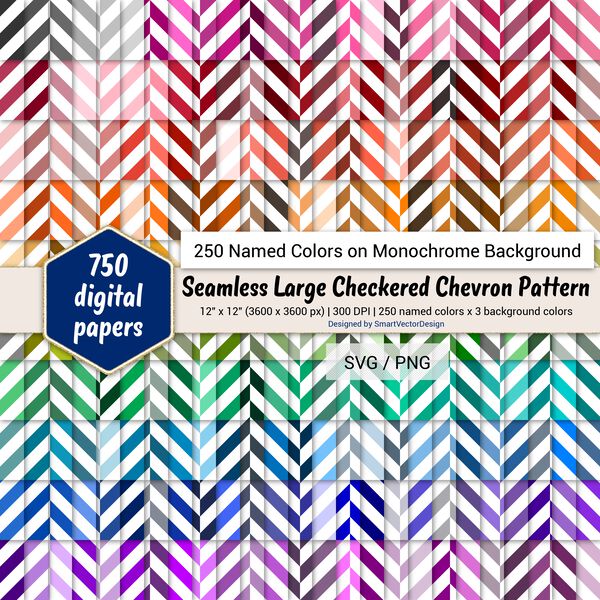 250 Named Colors on Monochrome Background
750
digital
papers
Seamless Large Checkered Chevron Pattern
12" x 12" (3600 x 3600 px) | 300 DPI | 250 named colors x 3 background colors
Designed by SmartVectorDesign
SVG / PNG